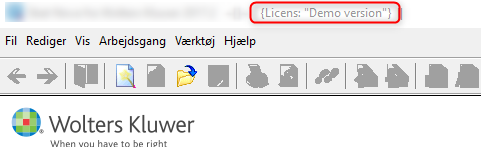 {Licens: "Demo version"}
Fil Rediger Vis Arbejdsgang Værktøj Hjælp
Wolters Kluwer
When you have to be right